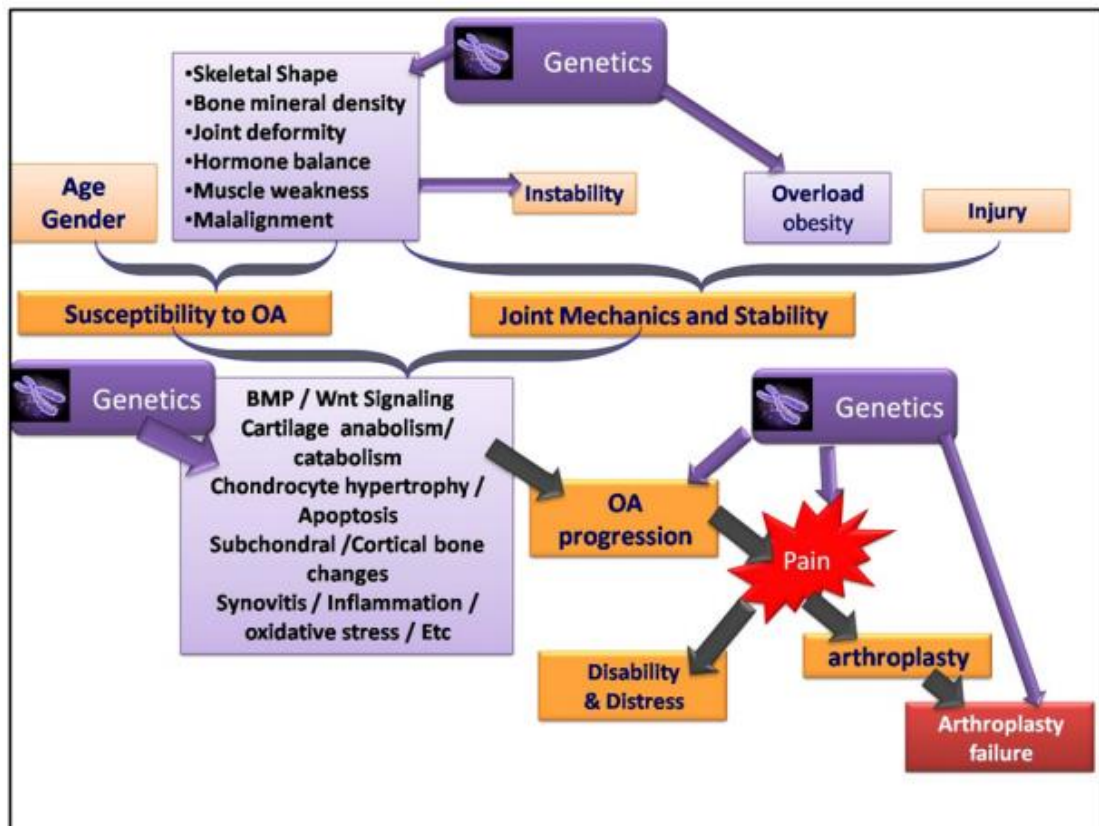 Genetics
•Skeletal Shape
•Bone mineral density
•Joint deformity
•Hormone balance
•Muscle weakness
•Malalignment
Age
Gender
Instability
Overload
obesity
Injury
Susceptibility to OA
Joint Mechanics and Stability
Genetics
BMP / Wnt Signaling
Cartilage anabolism/
catabolism
Chondrocyte hypertrophy /
Apoptosis
Subchondral /Cortical bone
changes
Synovitis / Inflammation /
oxidative stress / Etc
Genetics
OA
progression
Pain
Disability
& Distress
arthroplasty
Arthroplasty
failure